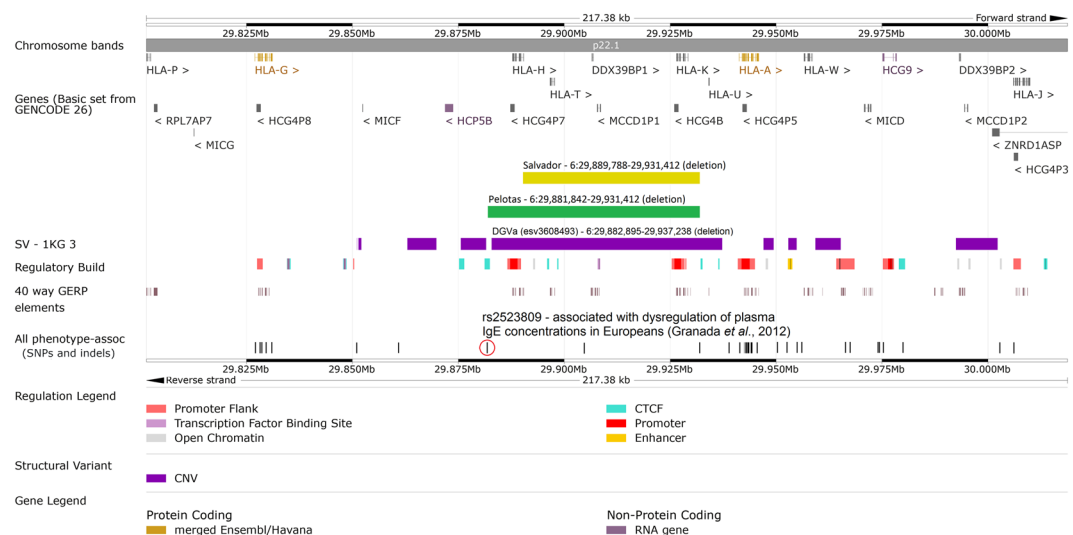 217.38 kb
Forward strand
29.825Mb 29.850Mb 29.875Mb 29.900Mb 29.925Mb 29.950Mb 29.975Mb 30.000Mb
Chromosome bands
p22.1
HLA-P > HLA-G > HLA-H > DDX39BP1 > HLA-K > HLA-A > HLA-W > HCG9 > DDX39BP2 >
HLA-T > HLA-U > HLA-J >
Genes (Basic set from
GENCODE 26)
< RPL7AP7 < HCG4P8 < MICF < HCP5B < HCG4P7 < MCCD1P1 < HCG4B < HCG4P5 < MICD < MCCD1P2
< MICG < ZNRD1ASP
< HCG4P3
Salvador - 6:29,889,788-29,931,412 (deletion)
Pelotas - 6:29,881,842-29,931,412 (deletion)
DGVa (esv3608493) - 6:29,882,895-29,937,238 (deletion)
SV - 1KG 3
Regulatory Build
40 way GERP
elements
rs2523809 - associated with dysregulation of plasma
IgE concentrations in Europeans (Granada et al., 2012)
All phenotype-assoc
(SNPs and indels)
29.825Mb 29.850Mb 29.875Mb 29.900Mb 29.925Mb 29.950Mb 29.975Mb 30.000Mb
Reverse strand
217.38 kb
Regulation Legend
Promoter Flank CTCF
Transcription Factor Binding Site Promoter
Open Chromatin Enhancer
Structural Variant
CNV
Gene Legend
Protein Coding Non-Protein Coding
merged Ensembl/Havana RNA gene